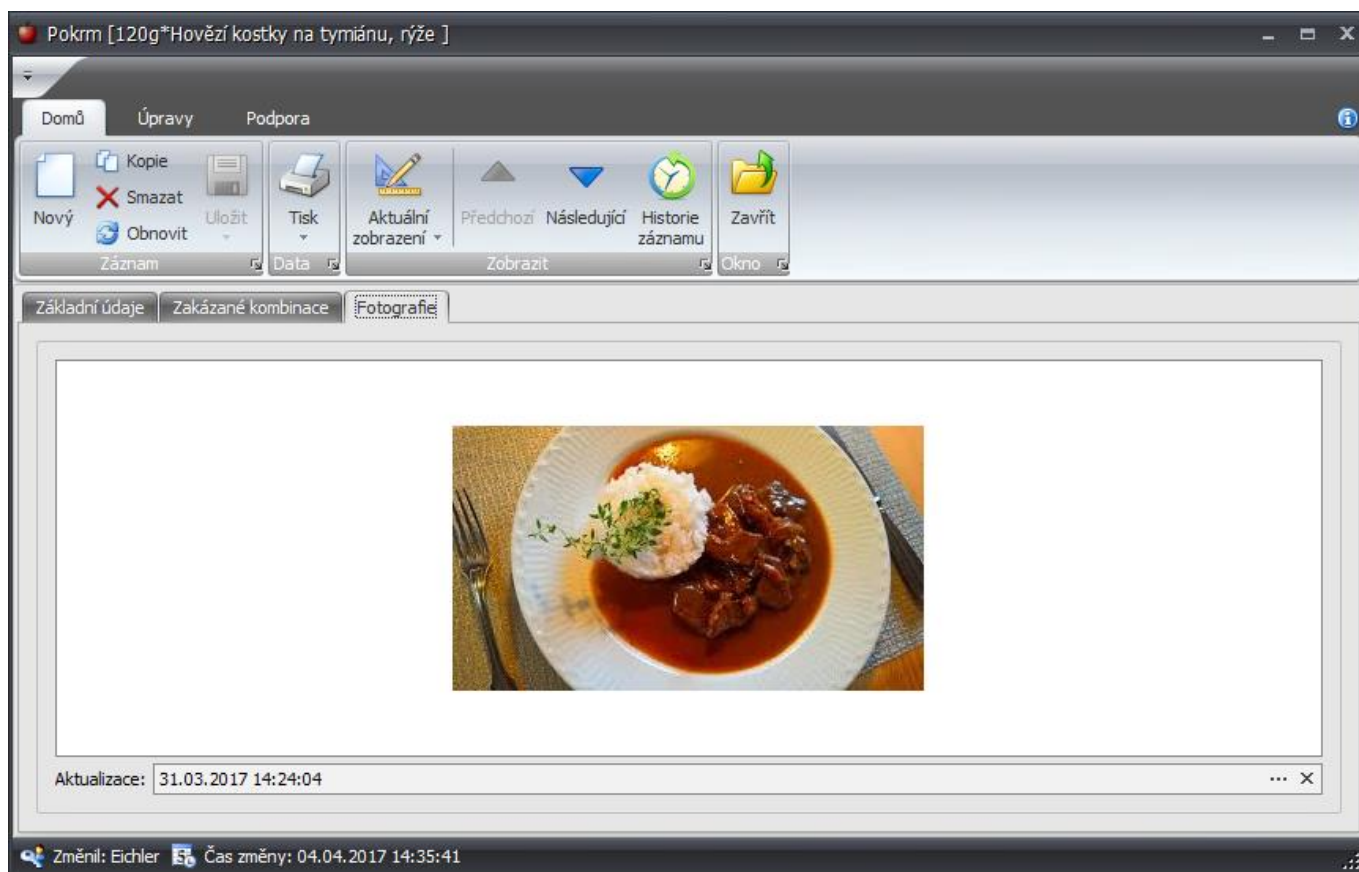 Pokrm [120g*Hovězí kostky na tymiánu, rýže ]
Domů Úpravy Podpora
Nový
Kopie
Smazat
Obnovit
Uložit
Záznam
Tisk
Data
Aktuální
zobrazení
Předchozí
Následující
Historie
záznamu
Zobrazit
Zavřít
Okno
Základní údaje Zakázané kombinace Fotografie
Aktualizace: 31.03.2017 14:24:04
Změnil: Eichler Čas změny: 04.04.2017 14:35:41